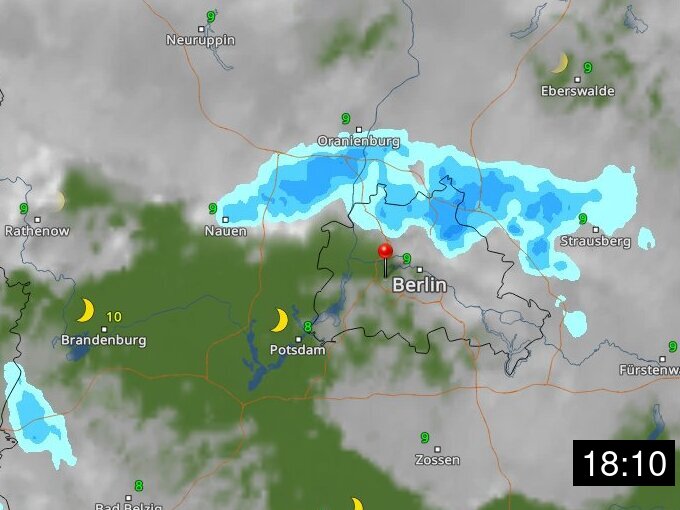 9
Neuruppin
9
Eberswalde
9
Oranienburg
9
Rathenow
9
Nauen
9
Strausberg
9
Berlin
10
Brandenburg
8
Potsdam
9
Fürstenwa
9
Zossen
18:10
8
Bad Belzig